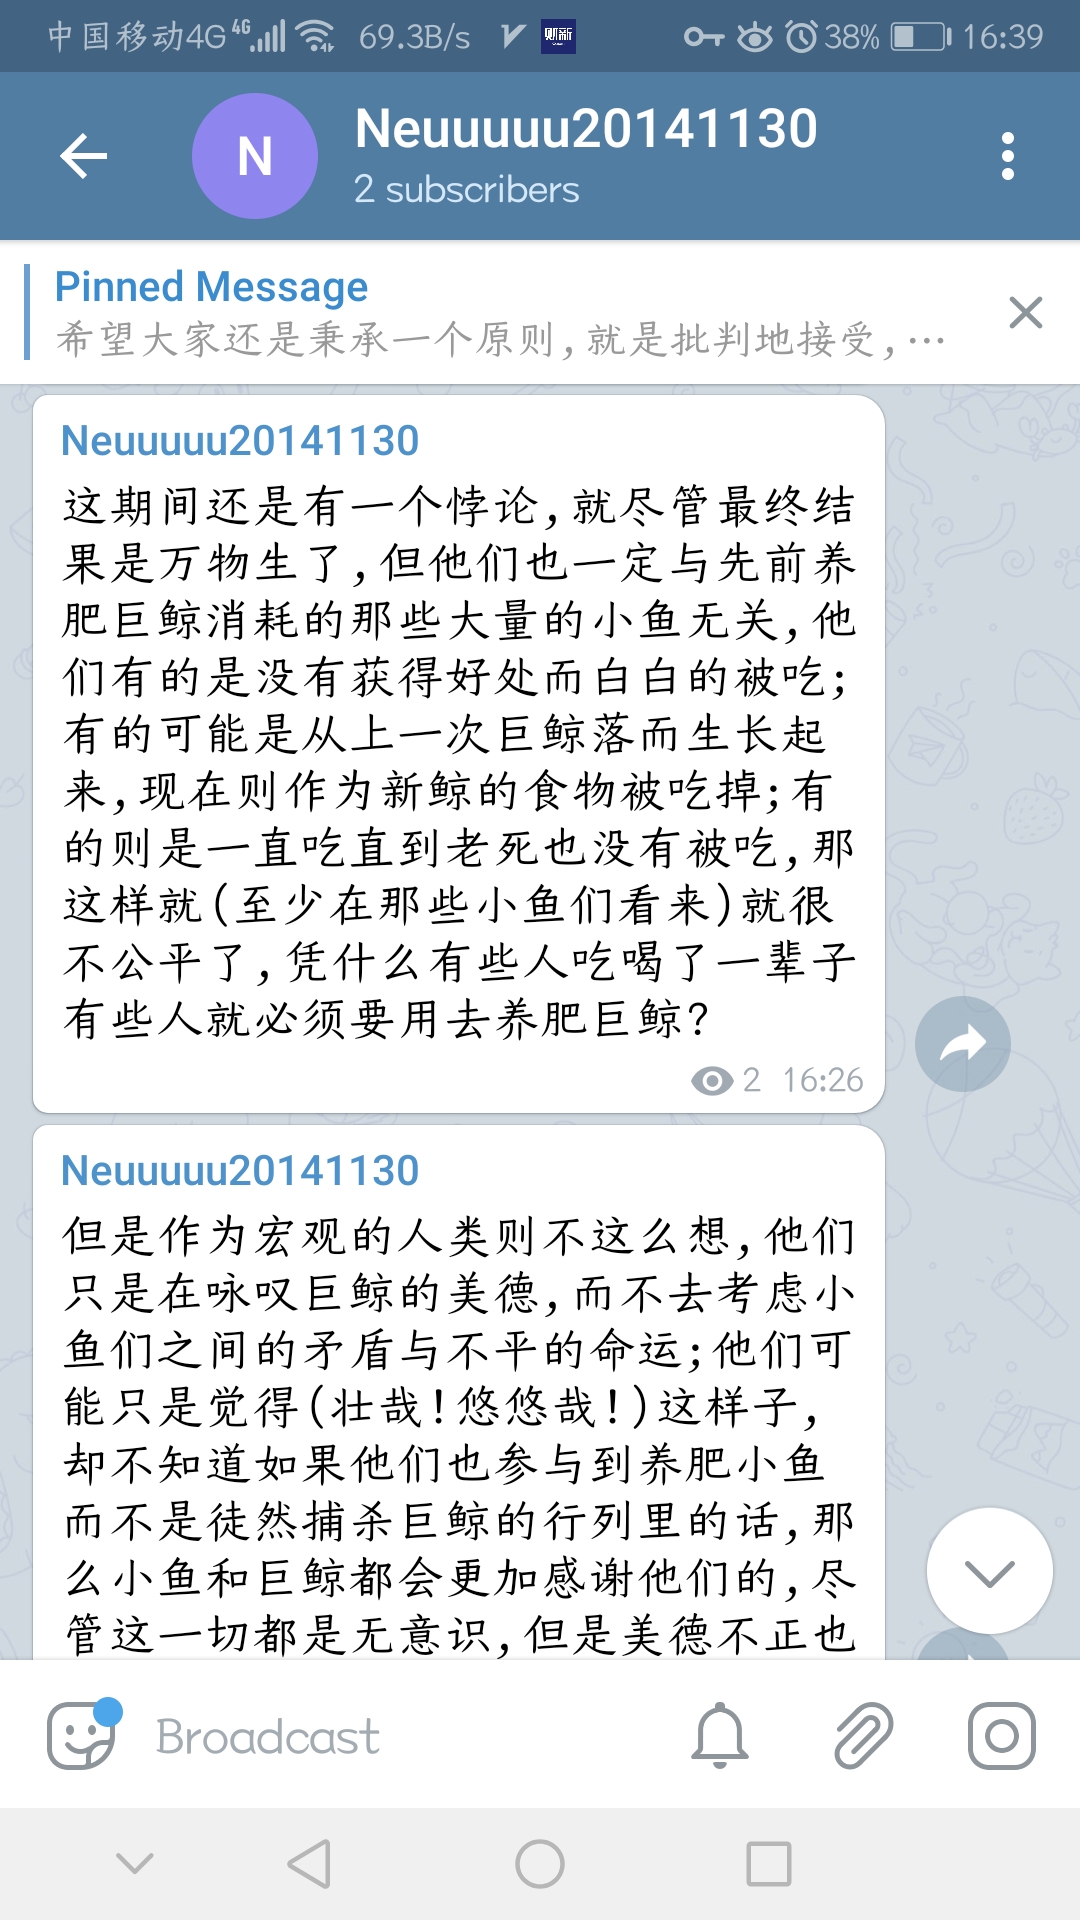 中国移动4G 4G 69.3B/s 财新 38% 16:39
N
Neuuuuu20141130
2 subscribers
Pinned Message
希望大家还是秉承一个原则,就是批判地接受,…
Neuuuuu20141130
这期间还是有一个悖论,就尽管最终结
果是万物生了,但他们也一定与先前养
肥巨鲸消耗的那些大量的小鱼无关,他
们有的是没有获得好处而白白的被吃;
有的可能是从上一次巨鲸落而生长起
来,现在则作为新鲸的食物被吃掉;有
的则是一直吃直到老死也没有被吃,那
这样就(至少在那些小鱼们看来)就很
不公平了,凭什么有些人吃喝了一辈子
有些人就必须要用去养肥巨鲸?
2 16:26
Neuuuuu20141130
但是作为宏观的人类则不这么想,他们
只是在咏叹巨鲸的美德,而不去考虑小
鱼们之间的矛盾与不平的命运;他们可
能只是觉得(壮哉!悠悠哉!)这样子,
却不知道如果他们也参与到养肥小鱼
而不是徒然捕杀巨鲸的行列里的话,那
么小鱼和巨鲸都会更加感谢他们的,尽
管这一切都是无意识,但是美德不正也
Broadcast